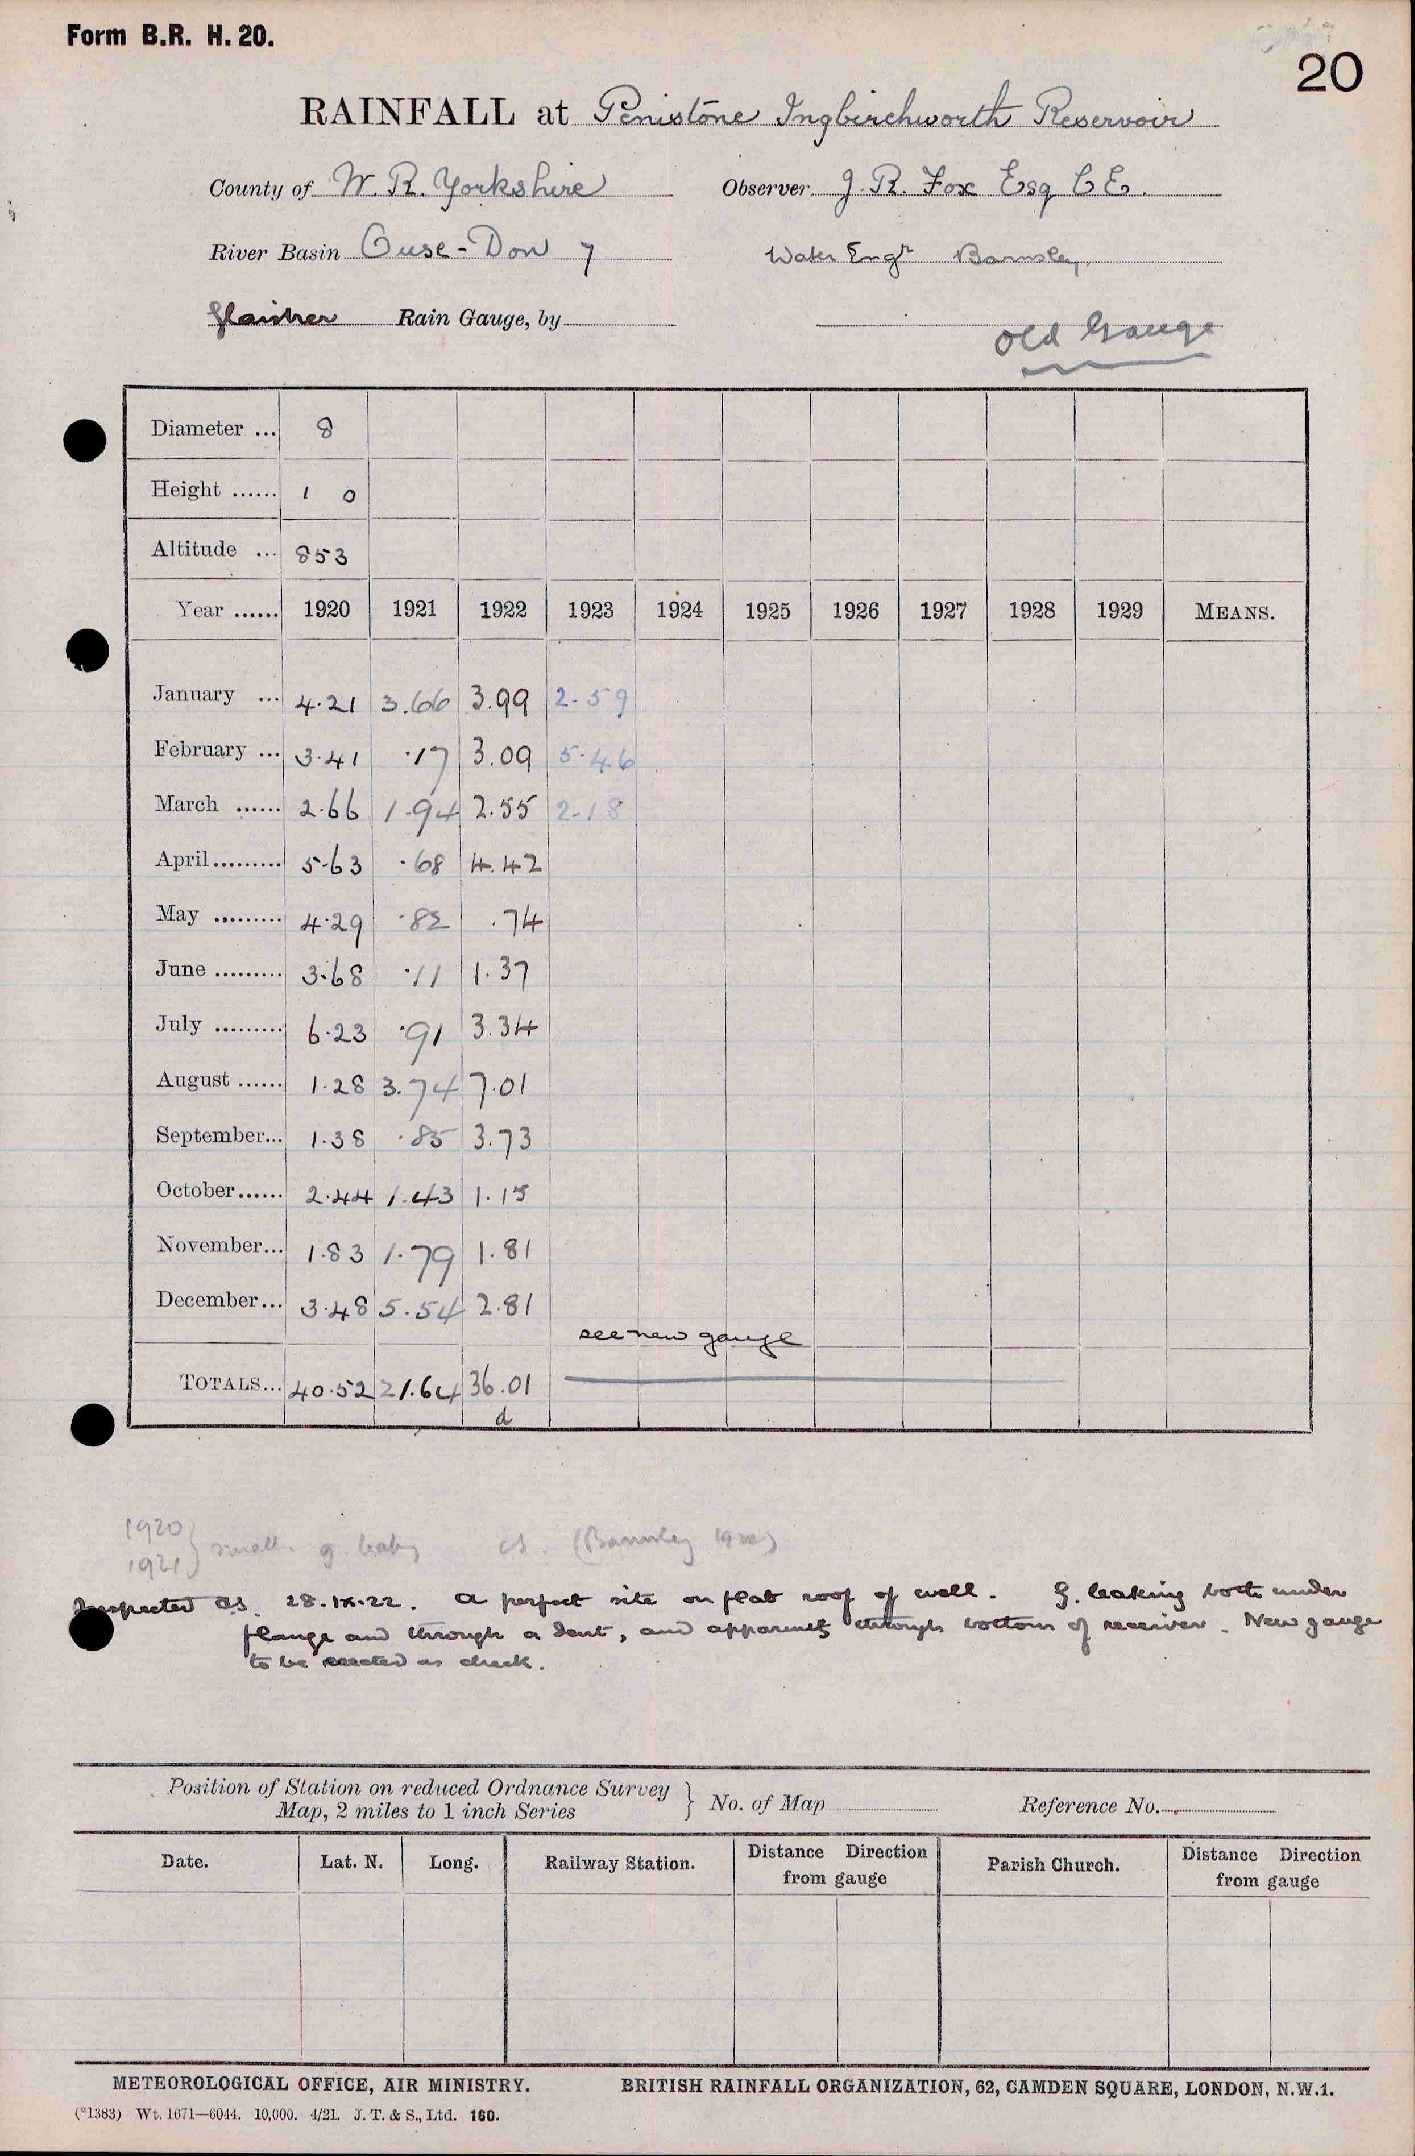 Form B.R. H. 20.
20
RAINFALL at Penistone Ingbirchworth Reservoir
County of W. R. Yorkshire Observer. J. R. Fox Esq C E.
River Basin Ouse - Don 7 Water Engr Barnsley.
Glaisher Rain Gauge, by
Old Gauge
Diameter ... 8
Height ...... 1 0
Altitude ... 853
Year ...... 1920 1921 1922 1923 1924 1925 1926 1927 1928 1929 MEANS.
January ... 4.21 3.66 3.99 2.59
February ... 3.41 .17 3.09 5.46
March ...... 2.66 1.94 2.55 2.18
April ......... 5.63 .68 4.42
May ......... 4.29 .82 .74
June ......... 3.68 .11 1.37
July ......... 6.23 .91 3.34
August ...... 1.28 3.74 7.01
September... 1.38 .85 3.73
October ...... 2.44 1.43 1.15
November... 1.83 1.79 1.81
December... 3.48 5.54 2.81
see new gauge
TOTALS... 40.52 21.64 36.01
d
1920
1921 } small. g. leaky cs. (Barnsley 1922)
Inspected cs. 28.IX.22. A perfect site on flat roof of well. G. leaking both under
flange and through a dent, and apparently through bottom of receiver. New gauge
to be erected as check.
Position of Station on reduced Ordnance Survey
Map, 2 miles to 1 inch Series } No. of Map Reference No.
Date. Lat. N. Long. Railway Station. Distance Direction from gauge Parish Church. Distance Direction from gauge
METEOROLOGICAL OFFICE, AIR MINISTRY. BRITISH RAINFALL ORGANIZATION, 62, CAMDEN SQUARE, LONDON, N.W.1.
(*1383) Wt. 1671—6044. 10,000. 4/21. J. T. & S., Ltd. 160.